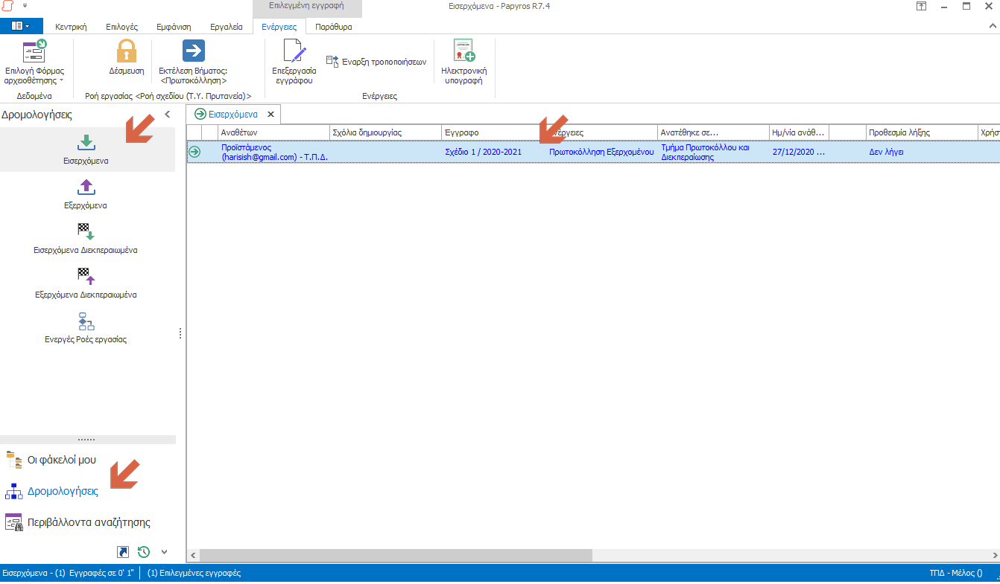 Επιλεγμένη εγγραφή
Εισερχόμενα - Papyros R7.4
Κεντρική
Επιλογές
Εμφάνιση
Εργαλεία
Ενέργειες
Παράθυρα
Επιλογή Φόρμας
αρχειοθέτησης
Δεδομένα
Δέσμευση
Εκτέλεση Βήματος:
<Πρωτοκόλληση>
Ροή εργασίας <Ροή σχεδίου (Τ.Υ. Πρυτανεία)>
Επεξεργασία
εγγράφου
Έναρξη τροποποιήσεων
Ενέργειες
Ηλεκτρονική
υπογραφή
Δρομολογήσεις
Εισερχόμενα
Εξερχόμενα
Εισερχόμενα Διεκπεραιωμένα
Εξερχόμενα Διεκπεραιωμένα
Ενεργές Ροές εργασίας
Οι φάκελοί μου
Δρομολογήσεις
Περιβάλλοντα αναζήτησης
Εισερχόμενα
Αναθέτων
Σχόλια δημιουργίας
Έγγραφο
νέργειες
Ανατέθηκε σε...
Ημ/νία ανάθ...
Προθεσμία λήξης
Χρήστ
Προϊστάμενος
(harisish@gmail.com) - Τ.Π.Δ.
Σχέδιο 1 / 2020-2021
Πρωτοκόλληση Εξερχομένου
Τμήμα Πρωτοκόλλου και
Διεκπεραίωσης
27/12/2020 ...
Δεν λήγει
Εισερχόμενα - (1) Εγγραφές σε 0' 1"
(1) Επιλεγμένες εγγραφές
ΤΠΔ - Μέλος ()